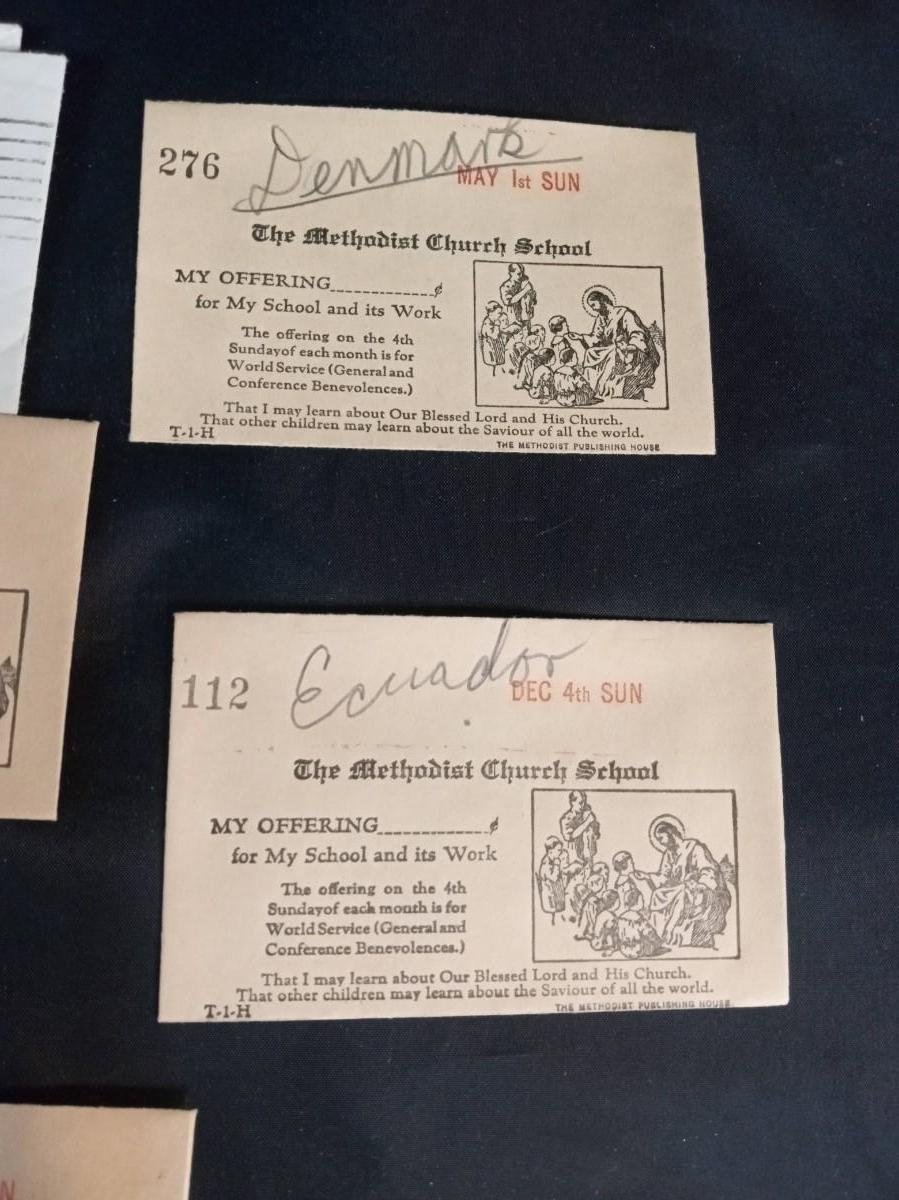 276 Denmark
MAY 1st SUN
The Methodist Church School
MY OFFERING____________¢
for My School and its Work
The offering on the 4th
Sundayof each month is for
World Service (General and
Conference Benevolences.)
That I may learn about Our Blessed Lord and His Church.
That other children may learn about the Saviour of all the world.
T-1-H
THE METHODIST PUBLISHING HOUSE
112 Ecuador
DEC 4th SUN
The Methodist Church School
MY OFFERING____________¢
for My School and its Work
The offering on the 4th
Sundayof each month is for
World Service (General and
Conference Benevolences.)
That I may learn about Our Blessed Lord and His Church.
That other children may learn about the Saviour of all the world.
T-1-H
THE METHODIST PUBLISHING HOUSE